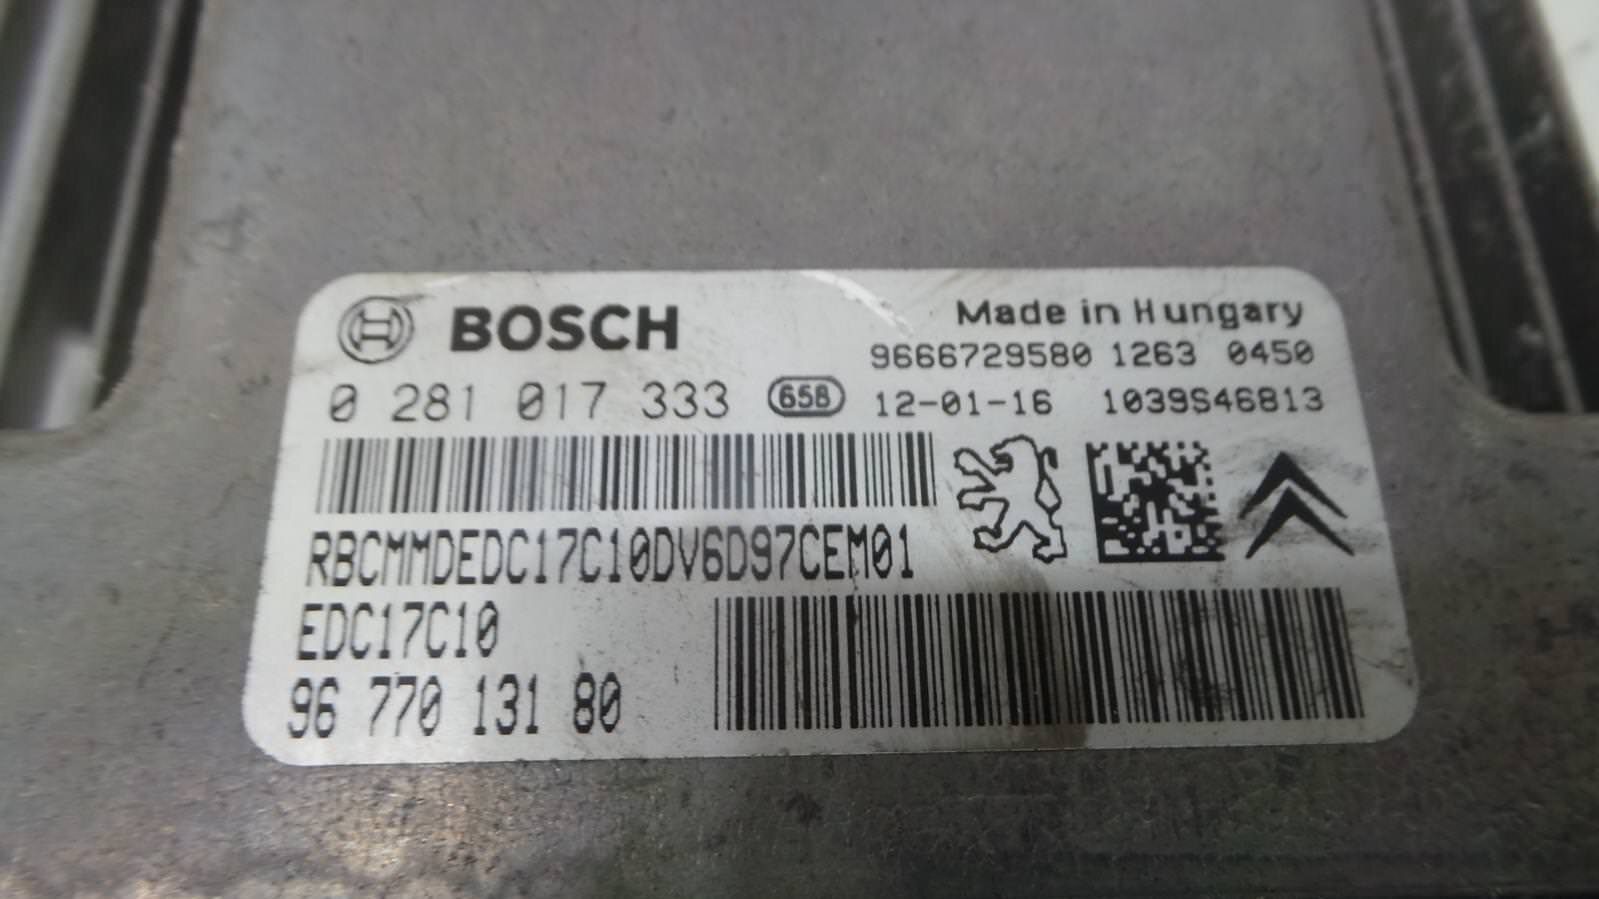 BOSCH
Made in Hungary
9666729580 1263 0450
0 281 017 333 658 12-01-16 1039S46813
RBCMMDEDC17C10DV6D97CEM01
EDC17C10
96 770 131 80